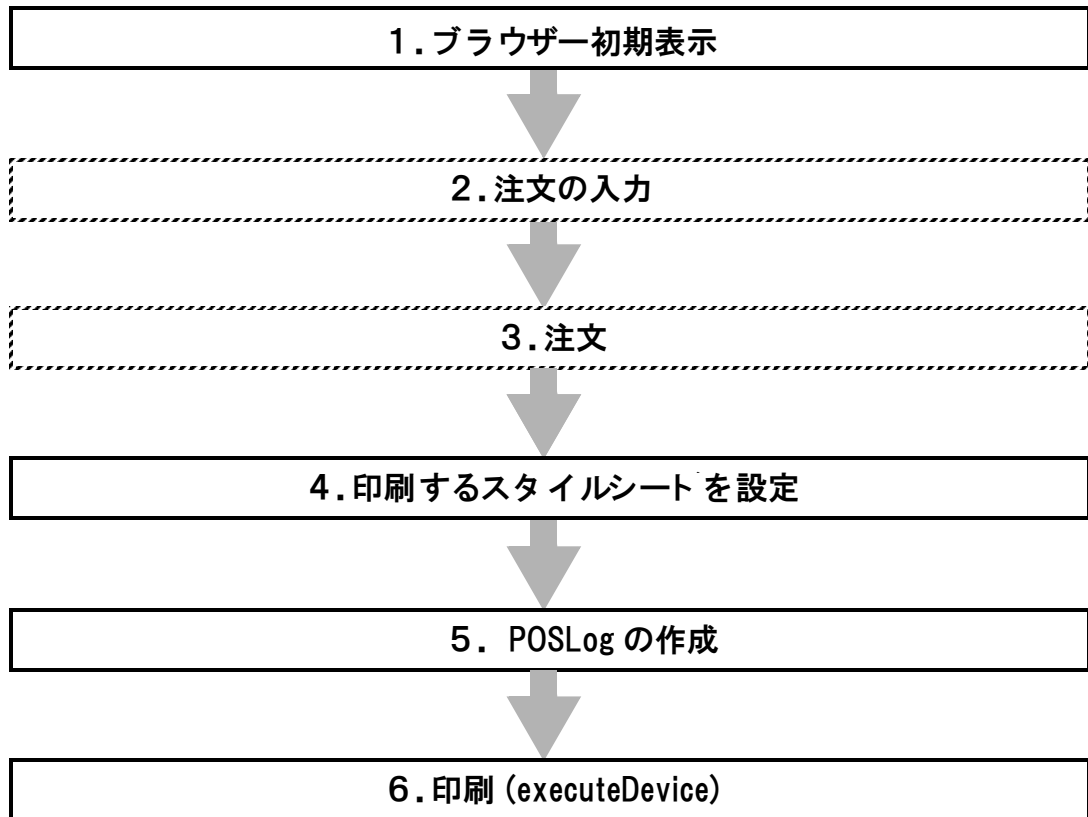 １．ブラウザー初期表示
２．注文の入力
３．注文
４．印刷するスタイルシートを設定
５．POSLog の作成
６．印刷 (executeDevice)